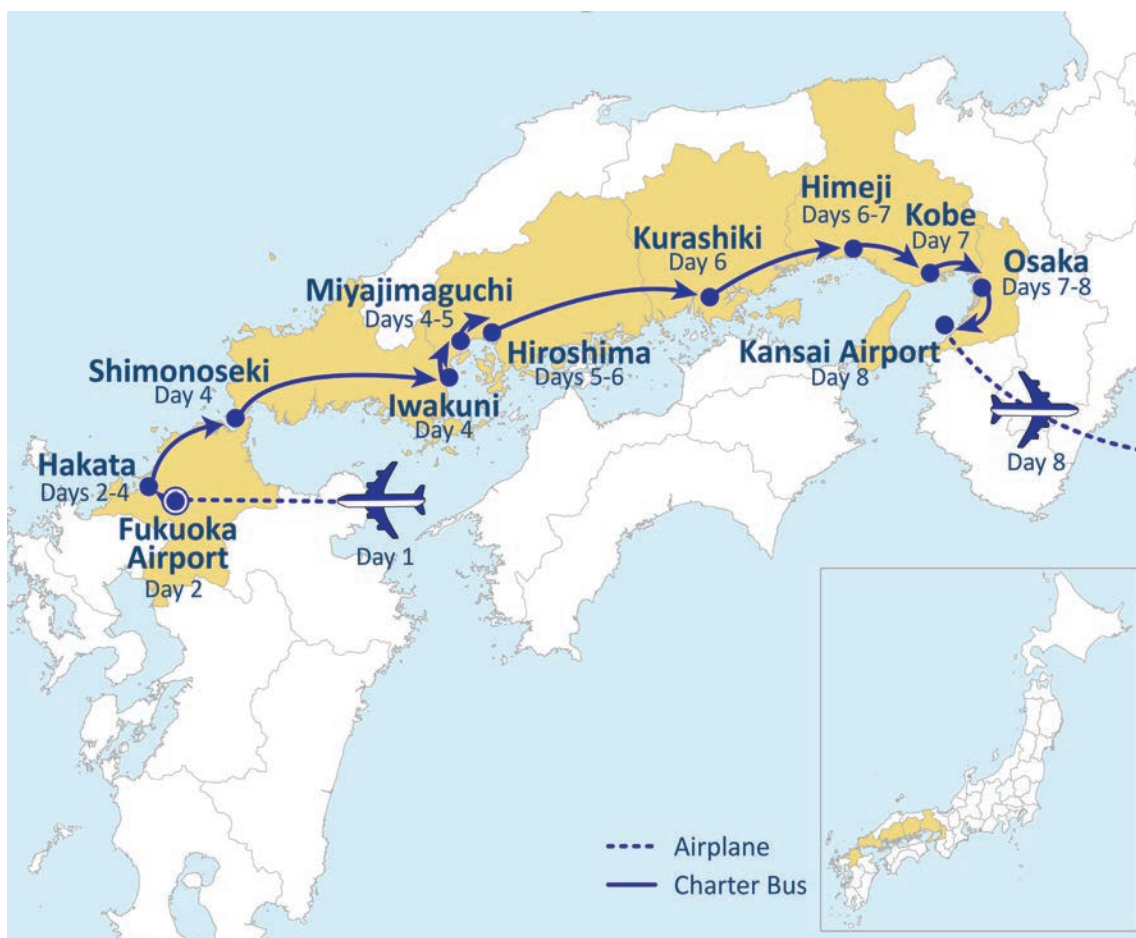 Himeji
Days 6-7
Kobe
Day 7
Kurashiki
Day 6
Osaka
Days 7-8
Miyajimaguchi
Days 4-5
Hiroshima
Days 5-6
Kansai Airport
Day 8
Shimonoseki
Day 4
Iwakuni
Day 4
Day 8
Hakata
Days 2-4
Fukuoka
Airport
Day 2
Day 1
Airplane
Charter Bus